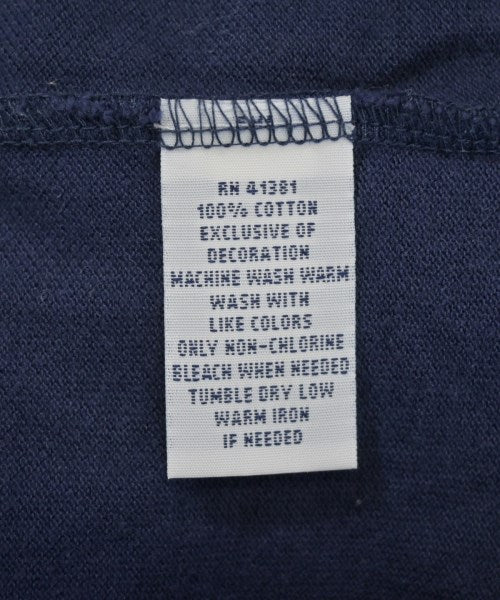 RN 41381
100% COTTON
EXCLUSIVE OF
DECORATION
MACHINE WASH WARM
WASH WITH
LIKE COLORS
ONLY NON-CHLORINE
BLEACH WHEN NEEDED
TUMBLE DRY LOW
WARM IRON
IF NEEDED